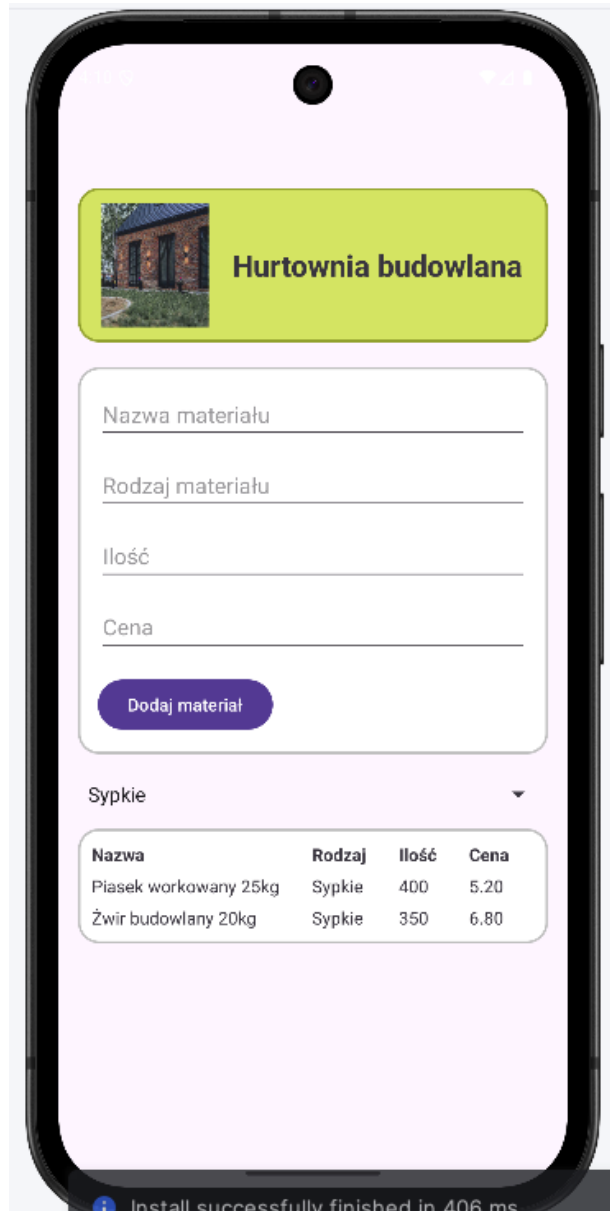 Hurtownia budowlana
Nazwa materiału
Rodzaj materiału
Ilość
Cena
Dodaj materiał
Sypkie
Nazwa Rodzaj Ilość Cena
Piasek workowany 25kg Sypkie 400 5.20
Żwir budowlany 20kg Sypkie 350 6.80
Install successfully finished in 406 ms